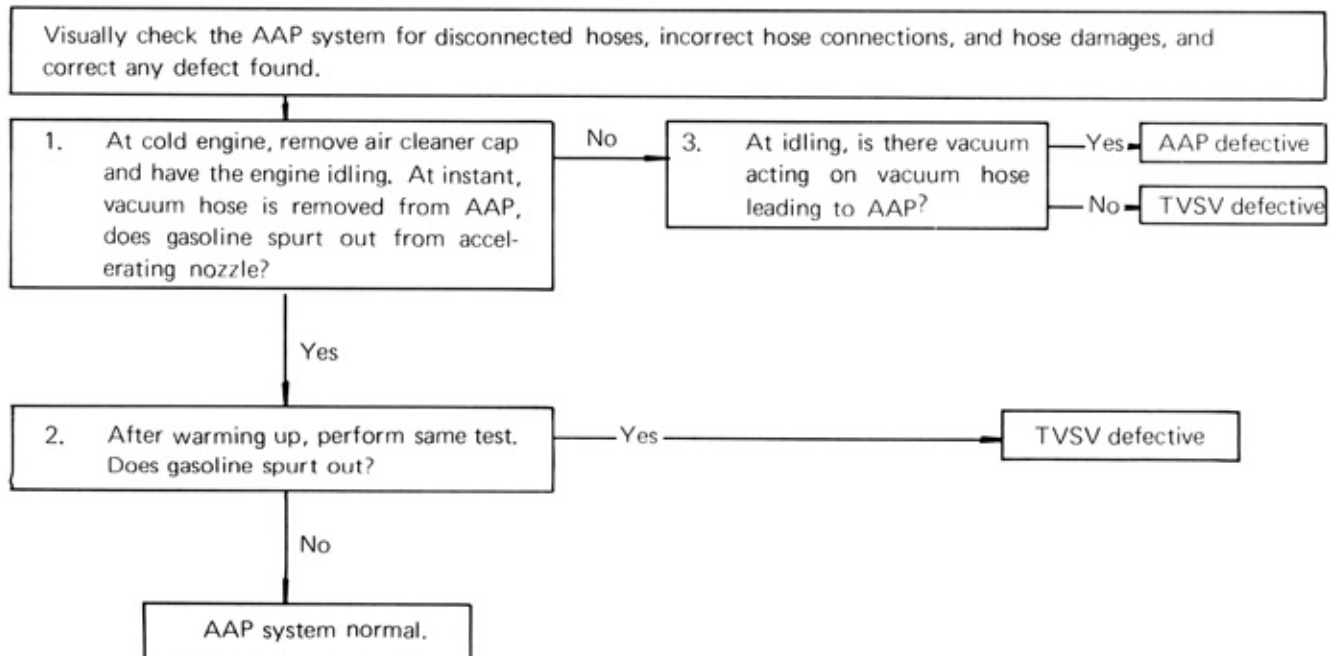 Visually check the AAP system for disconnected hoses, incorrect hose connections, and hose damages, and
correct any defect found.
1. At cold engine, remove air cleaner cap
and have the engine idling. At instant,
vacuum hose is removed from AAP,
does gasoline spurt out from accel-
erating nozzle?
No
3. At idling, is there vacuum
acting on vacuum hose
leading to AAP?
Yes
AAP defective
No
TVSV defective
Yes
2. After warming up, perform same test.
Does gasoline spurt out?
Yes
TVSV defective
No
AAP system normal.